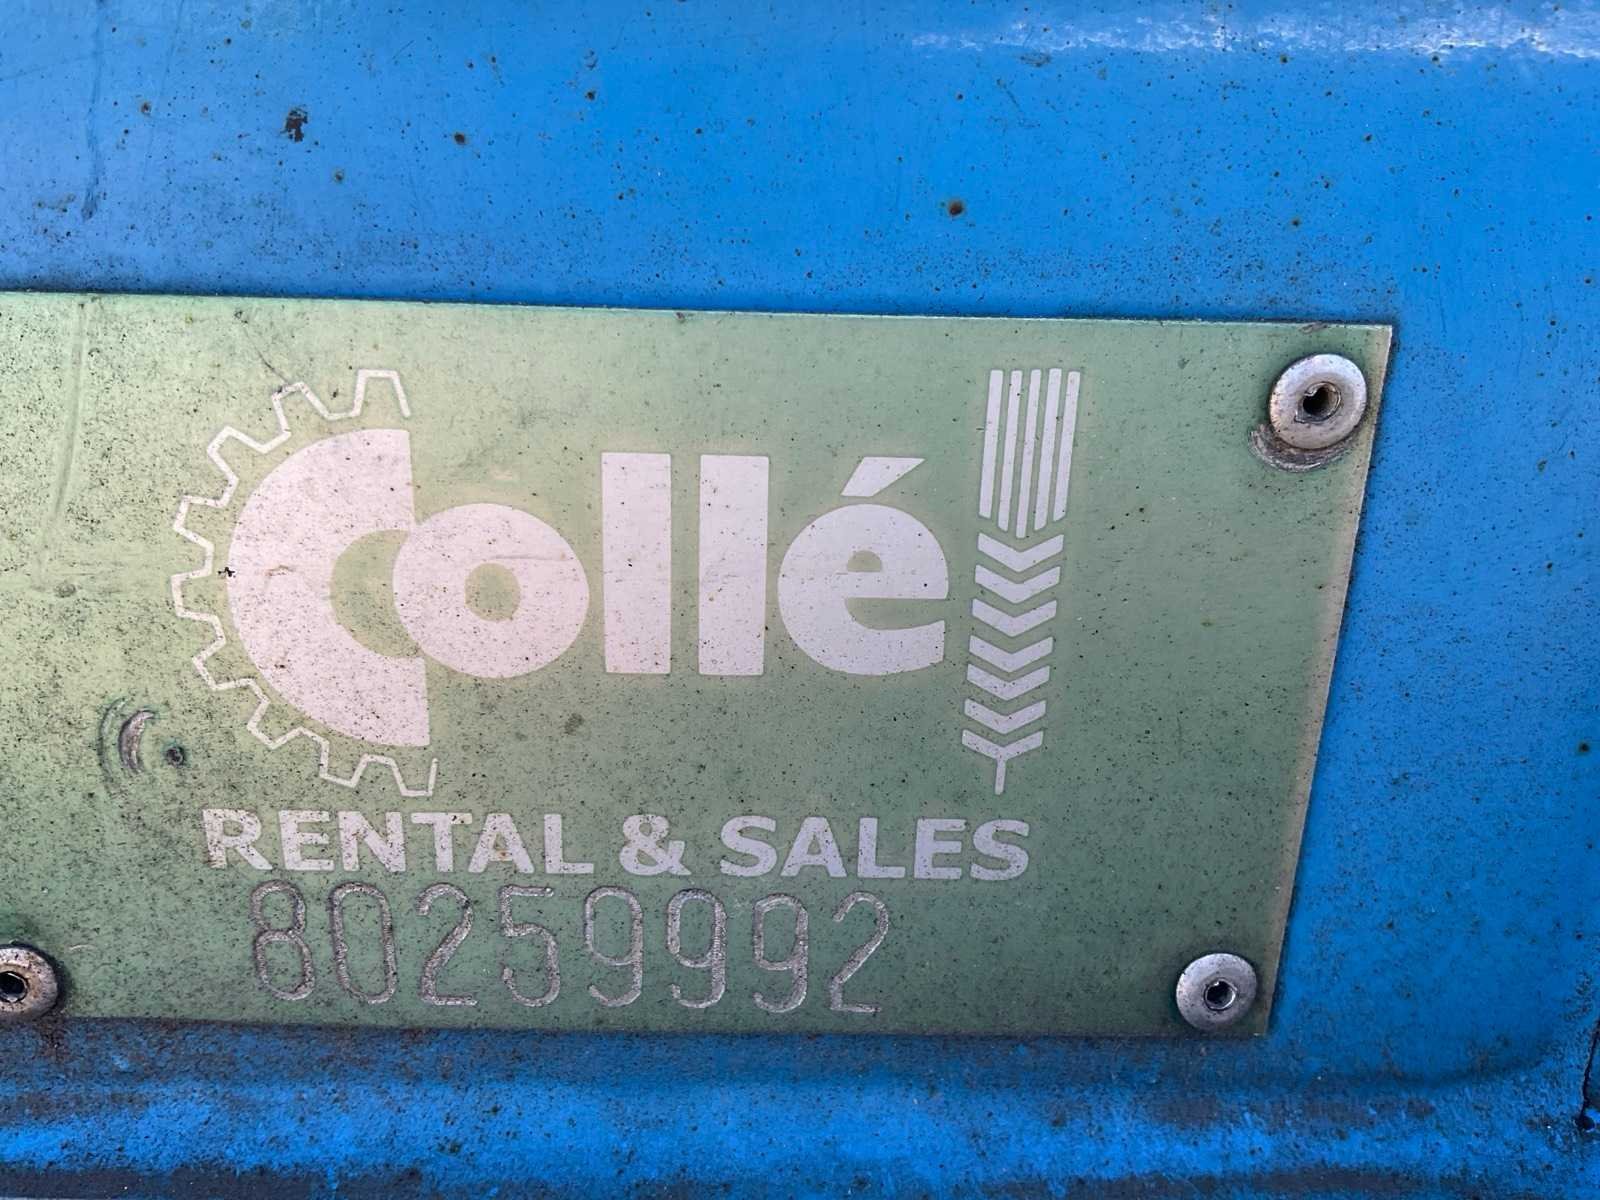 Collé
RENTAL & SALES
80259992